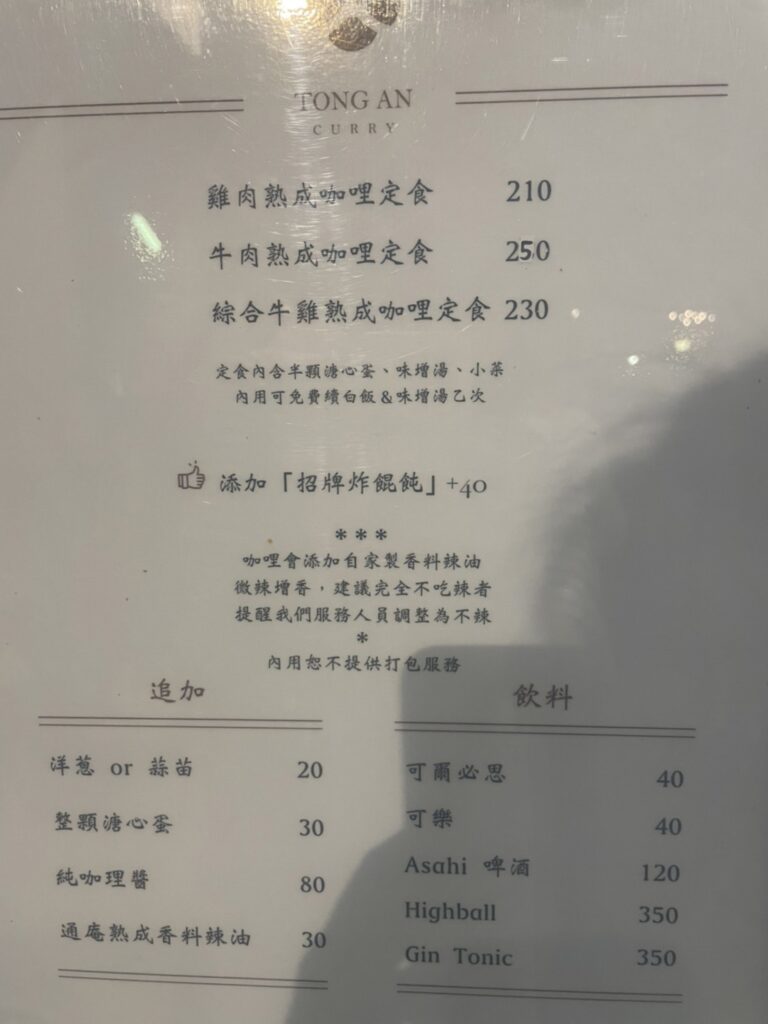 TONG AN
CURRY
雞肉熟成咖哩定食 210
牛肉熟成咖哩定食 250
綜合牛雞熟成咖哩定食 230
定食內含半顆溏心蛋、味增湯、小菜
內用可免費續白飯&味增湯乙次
添加「招牌炸餛飩」+40
***
咖哩會添加自家製香料辣油
微辣增香，建議完全不吃辣者
提醒我們服務人員調整為不辣
*
內用恕不提供打包服務
追加
洋蔥 or 蒜苗 20
整顆溏心蛋 30
純咖哩醬 80
通庵熟成香料辣油 30
飲料
可爾必思 40
可樂 40
Asahi 啤酒 120
Highball 350
Gin Tonic 350